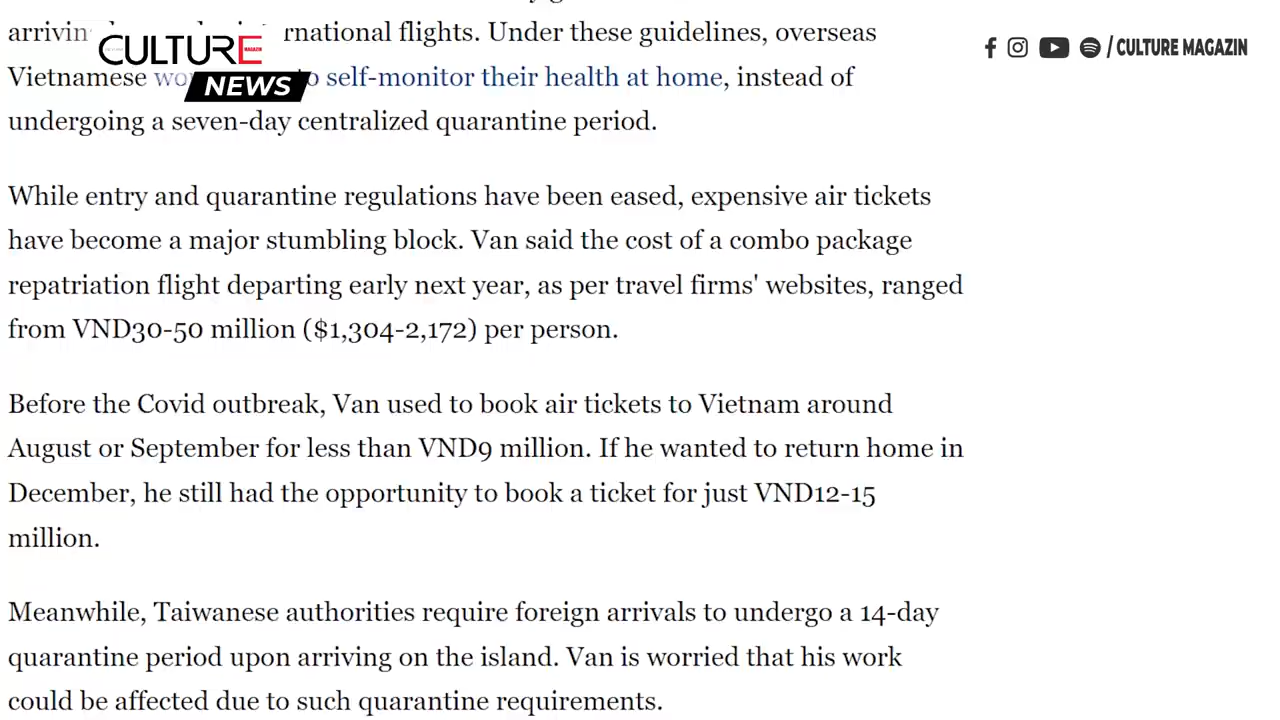 arrivin
rnational flights. Under these guidelines, overseas
CULTURE
MAGAZIN
NEWS
/ CULTURE MAGAZIN
Vietnamese to self-monitor their health at home, instead of
undergoing a seven-day centralized quarantine period.
While entry and quarantine regulations have been eased, expensive air tickets
have become a major stumbling block. Van said the cost of a combo package
repatriation flight departing early next year, as per travel firms' websites, ranged
from VND30-50 million ($1,304-2,172) per person.
Before the Covid outbreak, Van used to book air tickets to Vietnam around
August or September for less than VND9 million. If he wanted to return home in
December, he still had the opportunity to book a ticket for just VND12-15
million.
Meanwhile, Taiwanese authorities require foreign arrivals to undergo a 14-day
quarantine period upon arriving on the island. Van is worried that his work
could be affected due to such quarantine requirements.